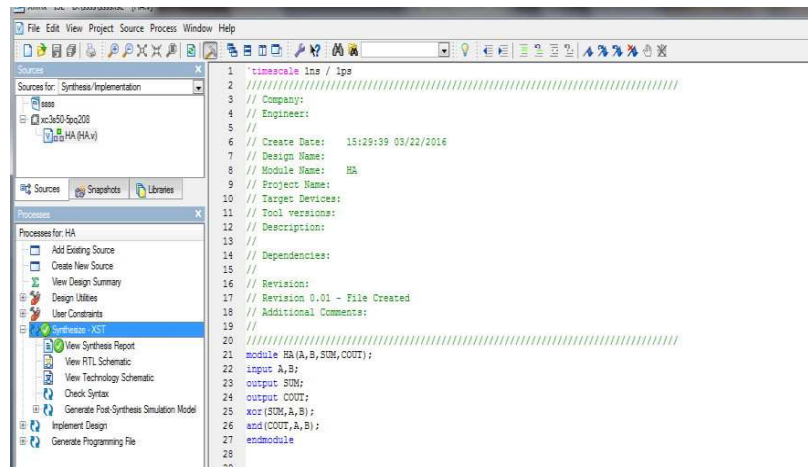 File Edit View Project Source Process Window Help
Sources
Sources for: Synthesis/Implementation
ssss
xc3s50-5pq208
HA (HA.v)
Sources Snapshots Libraries
Processes
Processes for: HA
Add Existing Source
Create New Source
View Design Summary
Design Utilities
User Constraints
Synthesize - XST
View Synthesis Report
View RTL Schematic
View Technology Schematic
Check Syntax
Generate Post-Synthesis Simulation Model
Implement Design
Generate Programming File
1 `timescale 1ns / 1ps
2 //////////////////////////////////////////////////////////////////////////////////
3 // Company:
4 // Engineer:
5 //
6 // Create Date:    15:29:39 03/22/2016
7 // Design Name:
8 // Module Name:    HA
9 // Project Name:
10 // Target Devices:
11 // Tool versions:
12 // Description:
13 //
14 // Dependencies:
15 //
16 // Revision:
17 // Revision 0.01 - File Created
18 // Additional Comments:
19 //
20 //////////////////////////////////////////////////////////////////////////////////
21 module HA(A,B,SUM,COUT);
22 input A,B;
23 output SUM;
24 output COUT;
25 xor(SUM,A,B);
26 and(COUT,A,B);
27 endmodule
28